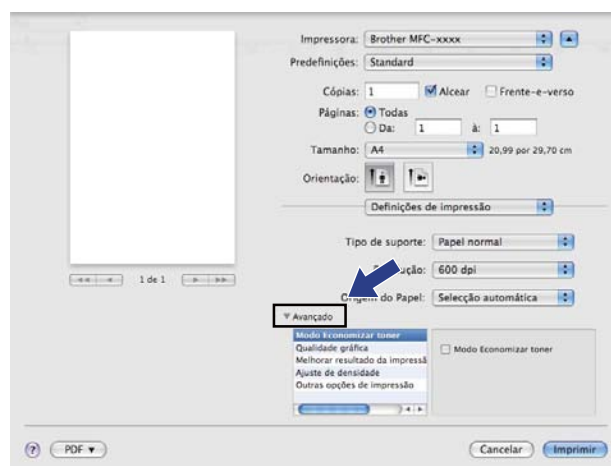 Impressora: Brother MFC-xxxx
Predefinições: Standard
Cópias: 1 Alcear Frente-e-verso
Páginas: Todas
Da: 1 à: 1
Tamanho: A4 20,99 por 29,70 cm
Orientação:
Definições de impressão
Tipo de suporte: Papel normal
600 dpi
do Papel: Selecção automática
Avançado
Modo Economizar toner
Qualidade gráfica
Melhorar resultado da impressã
Ajuste de densidade
Outras opções de impressão
Modo Economizar toner
1 de 1
? PDF Cancelar Imprimir